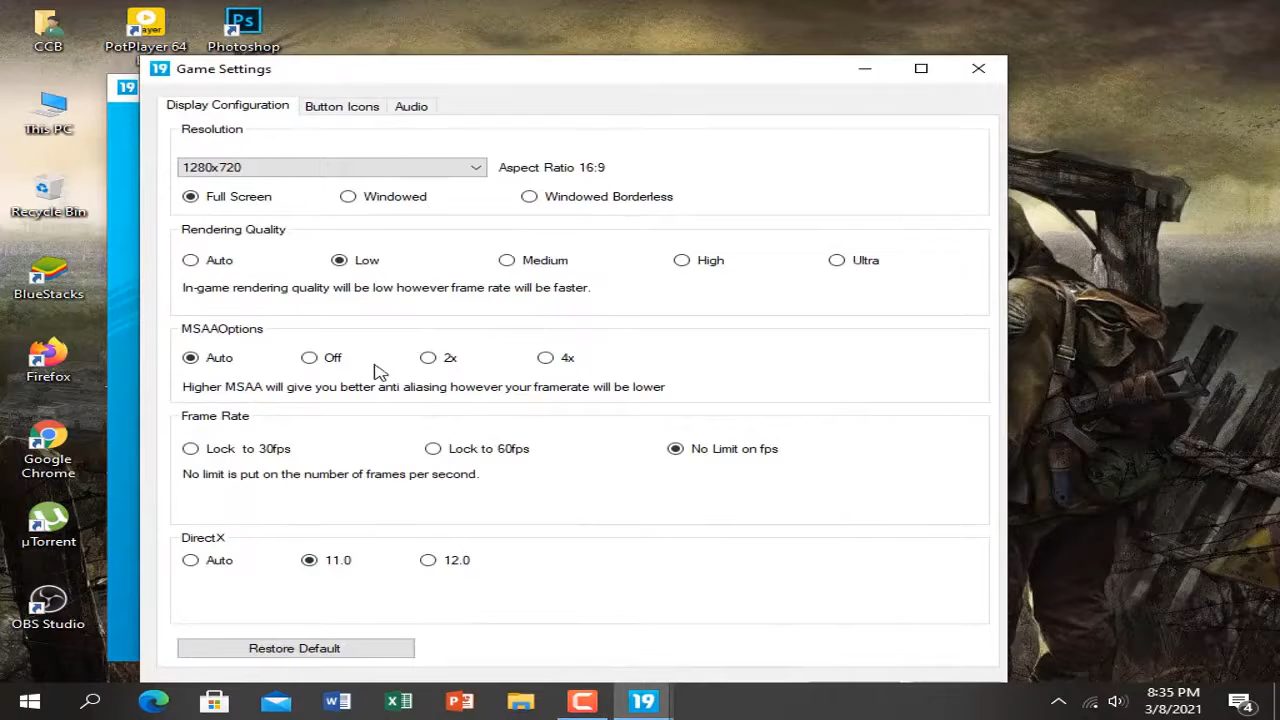 CCB
PotPlayer 64
Photoshop
Ps
19 Game Settings
19
This PC
Recycle Bin
BlueStacks
Firefox
Google
Chrome
µTorrent
OBS Studio
Display Configuration Button Icons Audio
Resolution
1280x720 Aspect Ratio 16:9
Full Screen Windowed Windowed Borderless
Rendering Quality
Auto Low Medium High Ultra
In-game rendering quality will be low however frame rate will be faster.
MSAAOptions
Auto Off 2x 4x
Higher MSAA will give you better anti aliasing however your framerate will be lower
Frame Rate
Lock to 30fps Lock to 60fps No Limit on fps
No limit is put on the number of frames per second.
DirectX
Auto 11.0 12.0
Restore Default
19
8:35 PM
3/8/2021
4